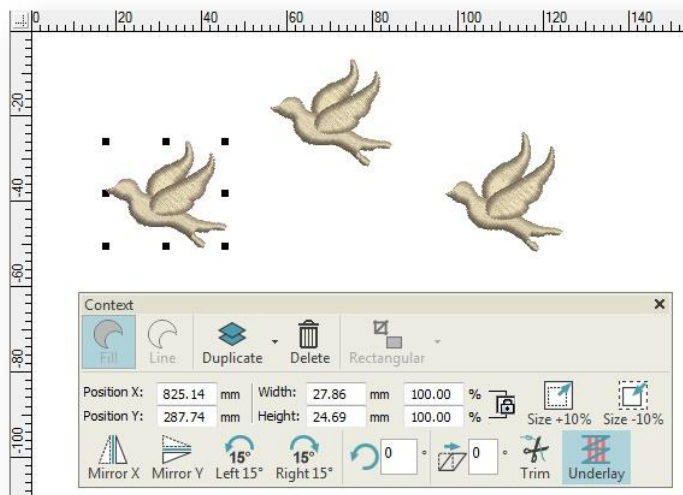 0 20 40 60 80 100 120 140
-20
-40
-60
-80
-100
Context
Fill Line Duplicate Delete Rectangular
Position X: 825.14 mm Width: 27.86 mm 100.00 % Size +10% Size -10%
Position Y: 287.74 mm Height: 24.69 mm 100.00 %
15° 15° 0 ° 0 °
Mirror X Mirror Y Left 15° Right 15° Trim Underlay